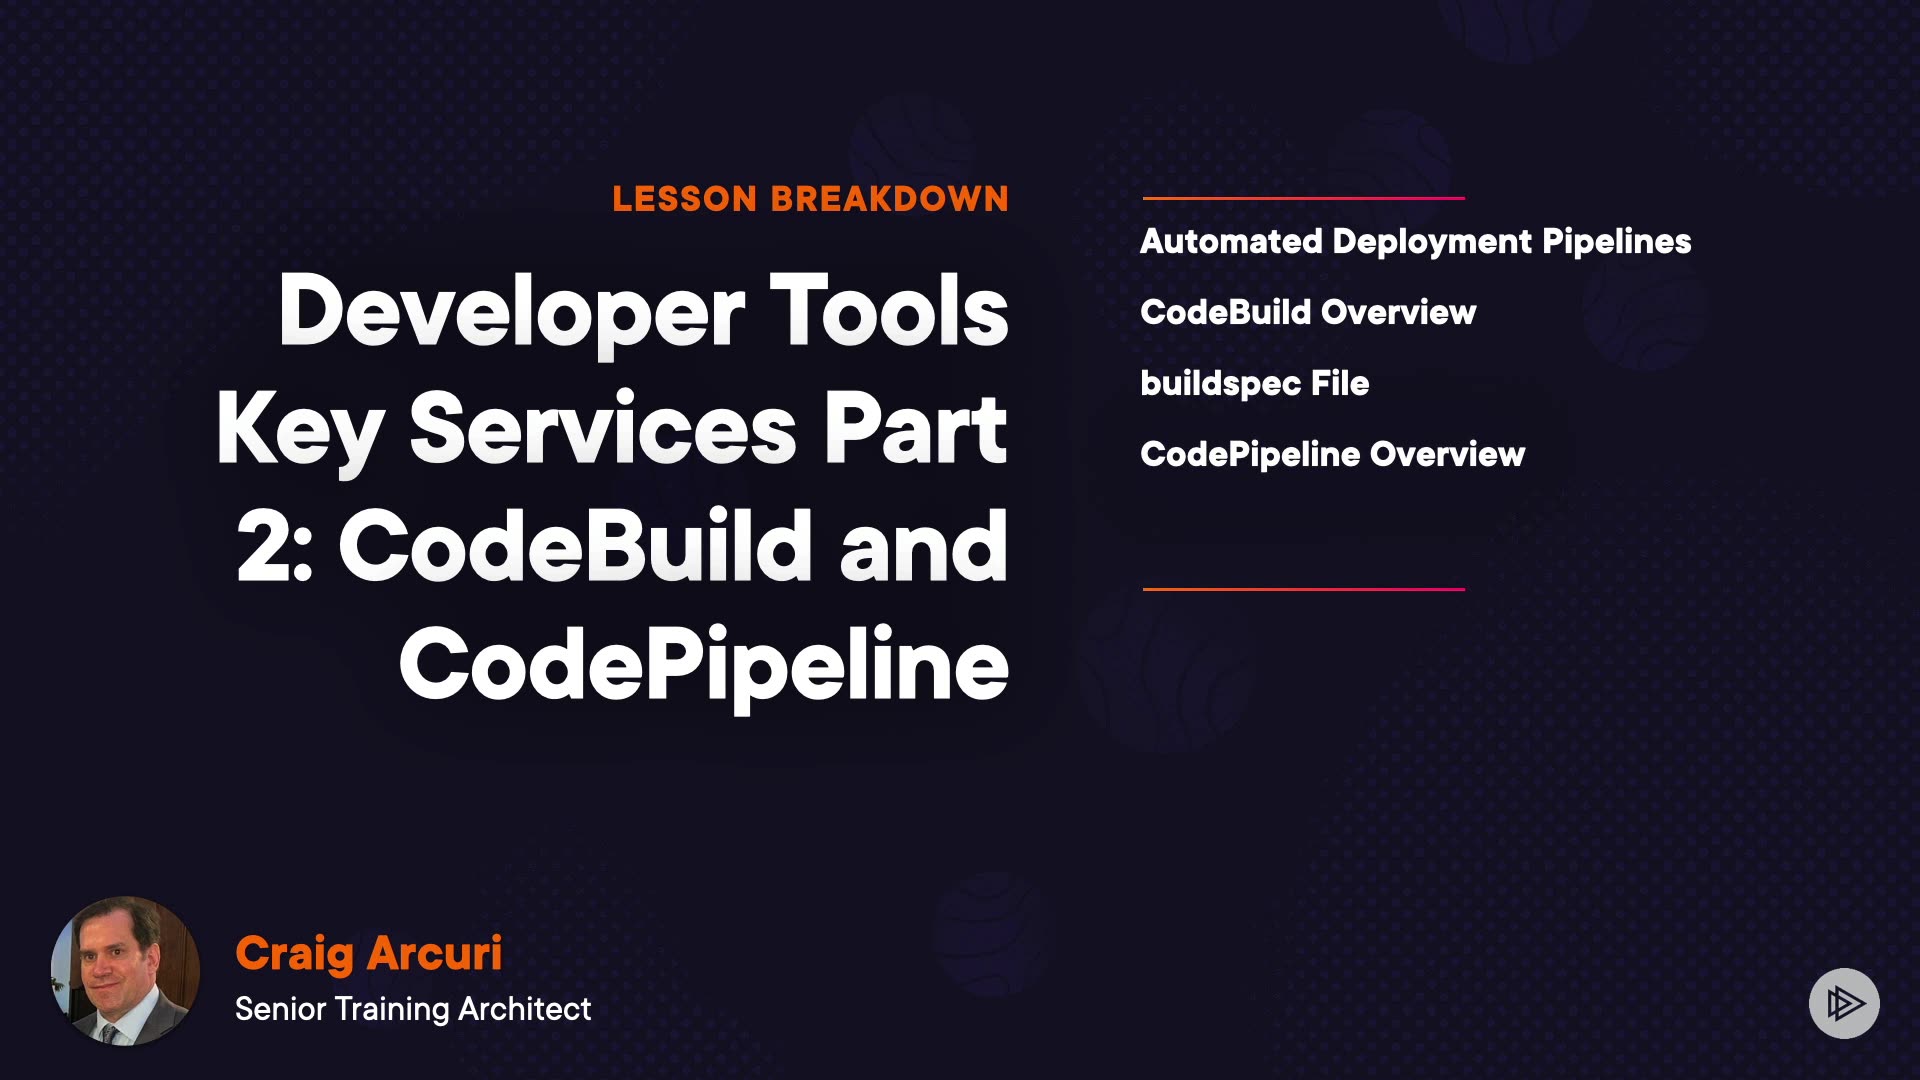 LESSON BREAKDOWN
Developer Tools
Key Services Part
2: CodeBuild and
CodePipeline
Automated Deployment Pipelines
CodeBuild Overview
buildspec File
CodePipeline Overview
Craig Arcuri
Senior Training Architect